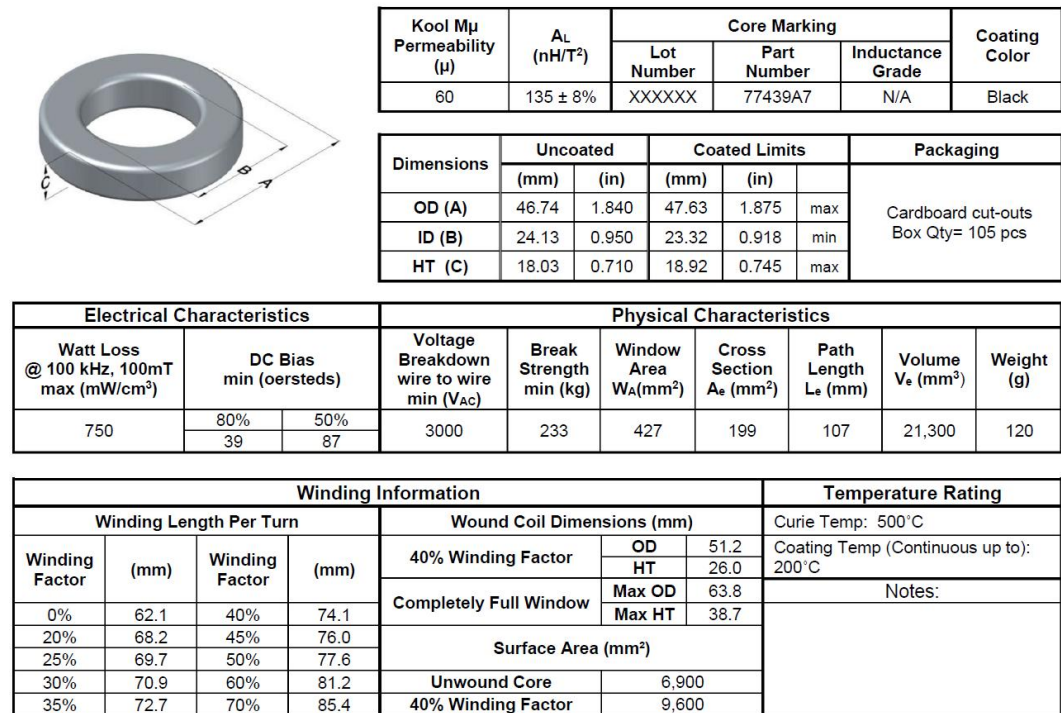 Kool Mµ Permeability (µ)
AL (nH/T²)
Core Marking
Coating Color
Lot Number
Part Number
Inductance Grade
60
135 ± 8%
XXXXXX
77439A7
N/A
Black
A
B
C
Dimensions
Uncoated
Coated Limits
Packaging
(mm) (in) (mm) (in)
OD (A) 46.74 1.840 47.63 1.875 max
ID (B) 24.13 0.950 23.32 0.918 min
HT (C) 18.03 0.710 18.92 0.745 max
Cardboard cut-outs
Box Qty= 105 pcs
Electrical Characteristics
Physical Characteristics
Watt Loss
@ 100 kHz, 100mT
max (mW/cm³)
DC Bias
min (oersteds)
Voltage
Breakdown
wire to wire
min (VAC)
Break
Strength
min (kg)
Window
Area
WA(mm²)
Cross
Section
Ae (mm²)
Path
Length
Le (mm)
Volume
Ve (mm³)
Weight
(g)
750
80% 50%
39 87
3000 233 427 199 107 21,300 120
Winding Information
Temperature Rating
Winding Length Per Turn
Wound Coil Dimensions (mm)
Curie Temp: 500˚C
Coating Temp (Continuous up to):
200˚C
Notes:
Winding
Factor
(mm)
Winding
Factor
(mm)
0% 62.1 40% 74.1
20% 68.2 45% 76.0
25% 69.7 50% 77.6
30% 70.9 60% 81.2
35% 72.7 70% 85.4
40% Winding Factor
OD 51.2
HT 26.0
Completely Full Window
Max OD 63.8
Max HT 38.7
Surface Area (mm²)
Unwound Core 6,900
40% Winding Factor 9,600